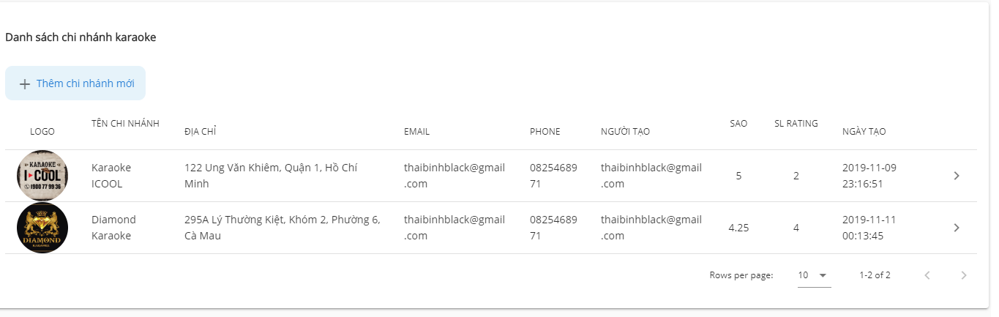 Danh sách chi nhánh karaoke
Thêm chi nhánh mới
LOGO TÊN CHI NHÁNH ĐỊA CHỈ EMAIL PHONE NGƯỜI TẠO SAO SL RATING NGÀY TẠO
KARAOKE
I COOL
1900 77 99 36
Karaoke 122 Ung Văn Khiêm, Quận 1, Hồ Chí thaibinhblack@gmail 08254689 thaibinhblack@gmail 5 2 2019-11-09
ICOOL Minh .com 71 .com 23:16:51
DIAMOND
KARAOKE
Diamond 295A Lý Thường Kiệt, Khóm 2, Phường 6, thaibinhblack@gmail 08254689 thaibinhblack@gmail 4.25 4 2019-11-11
Karaoke Cà Mau .com 71 .com 00:13:45
Rows per page: 10 1-2 of 2